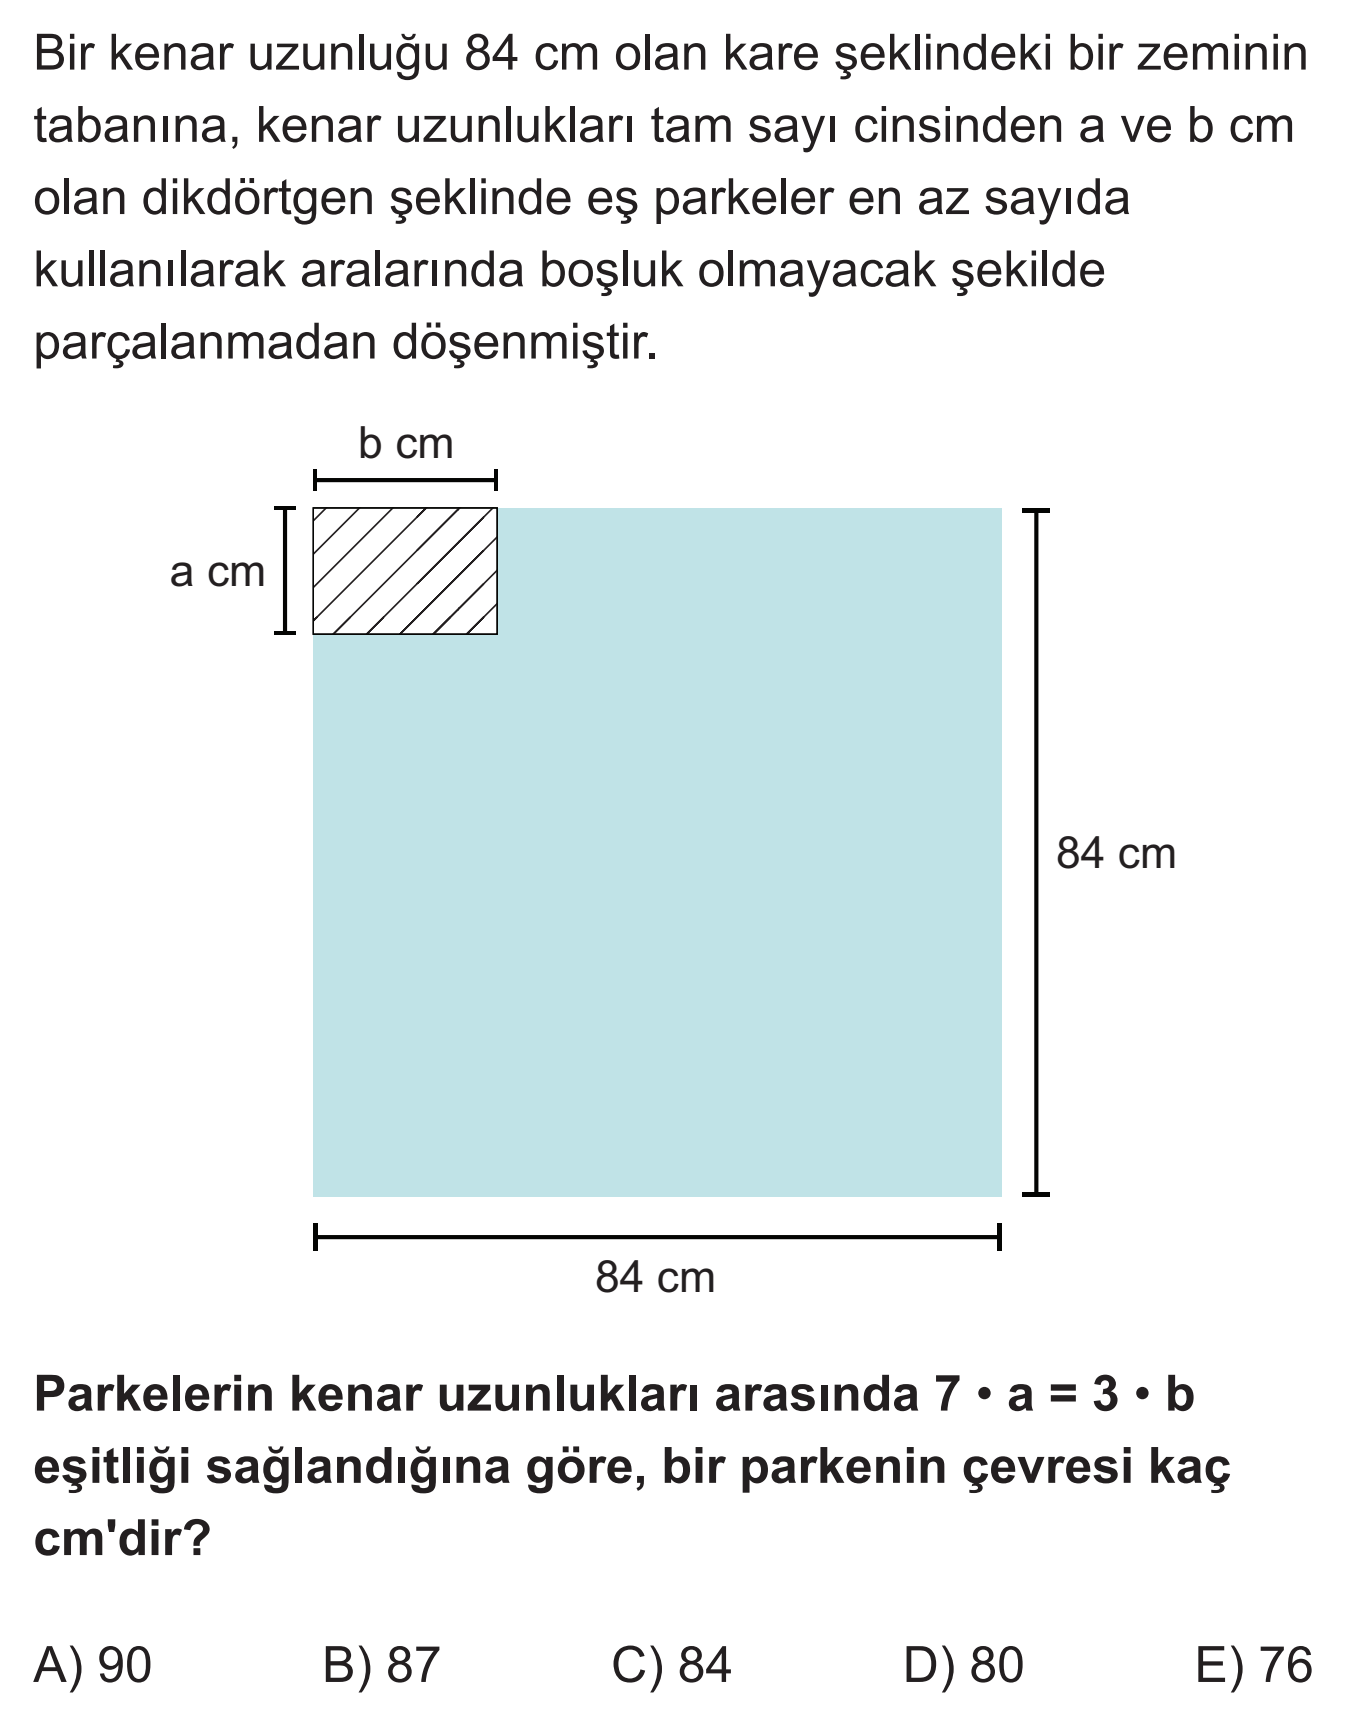 Bir kenar uzunluğu 84 cm olan kare şeklindeki bir zeminin
tabanına, kenar uzunlukları tam sayı cinsinden a ve b cm
olan dikdörtgen şeklinde eş parkeler en az sayıda
kullanılarak aralarında boşluk olmayacak şekilde
parçalanmadan döşenmiştir.
b cm
a cm
84 cm
84 cm
Parkelerin kenar uzunlukları arasında 7 • a = 3 • b
eşitliği sağlandığına göre, bir parkenin çevresi kaç
cm'dir?
A) 90 B) 87 C) 84 D) 80 E) 76